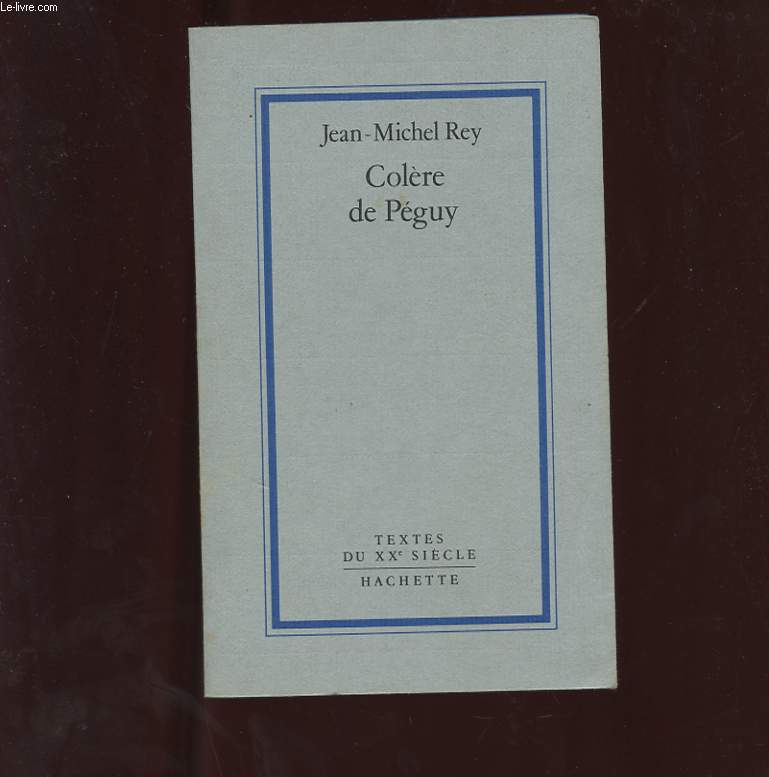 Le-livre.com
Jean-Michel Rey
Colère
de Péguy
TEXTES
DU XXe SIÈCLE
HACHETTE